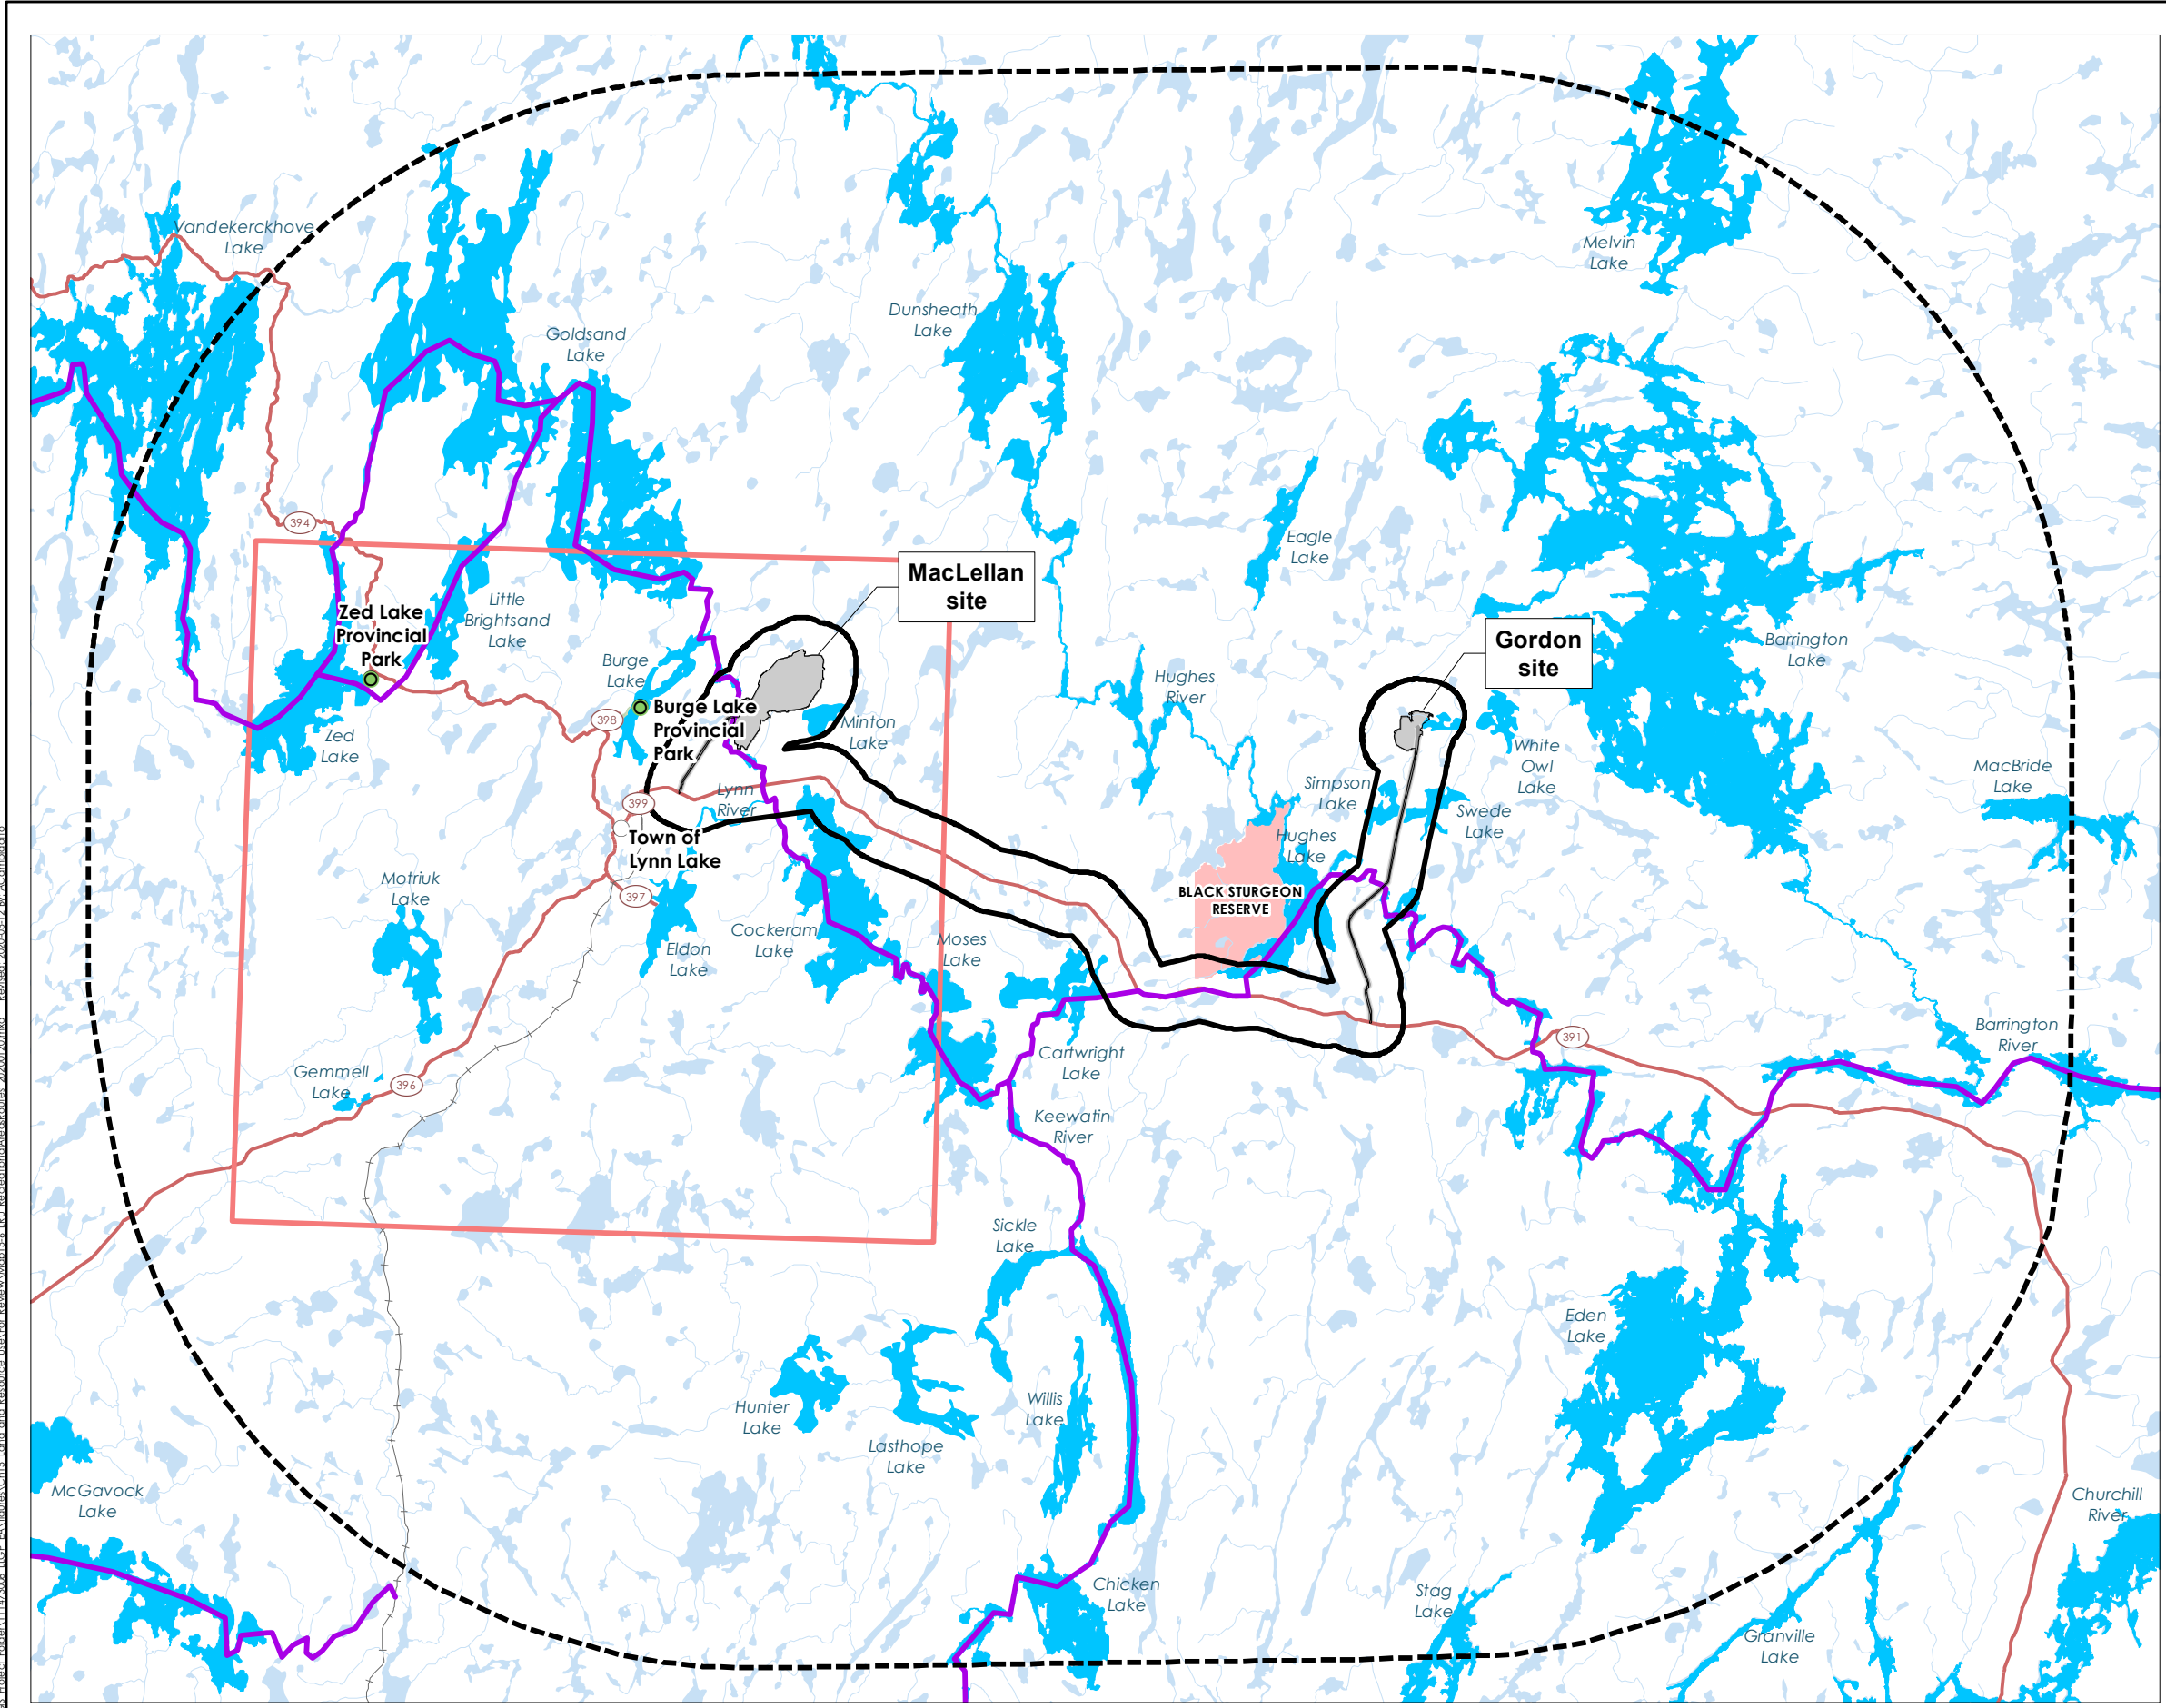 Vandekerckhove
Lake
Melvin
Lake
Dunsheath
Lake
Goldsand
Lake
394
Eagle
Lake
MacLellan
site
Little
Brightsand
Lake
Zed Lake
Provincial
Park
Gordon
site
Barrington
Lake
Burge
Lake
Hughes
River
Burge Lake
Provincial
Park
398
Minton
Lake
Zed
Lake
White
Owl
Lake
MacBride
Lake
Simpson
Lake
Lynn
River
399
Swede
Lake
Town of
Lynn Lake
Hughes
Lake
Motriuk
Lake
397
BLACK STURGEON
RESERVE
Cockeram
Lake
Moses
Lake
Eldon
Lake
391
Barrington
River
Cartwright
Lake
Gemmell
Lake
396
Keewatin
River
Sickle
Lake
Eden
Lake
Willis
Lake
Hunter
Lake
Lasthope
Lake
McGavock
Lake
Churchill
River
Chicken
Lake
Stag
Lake
Granville
Lake